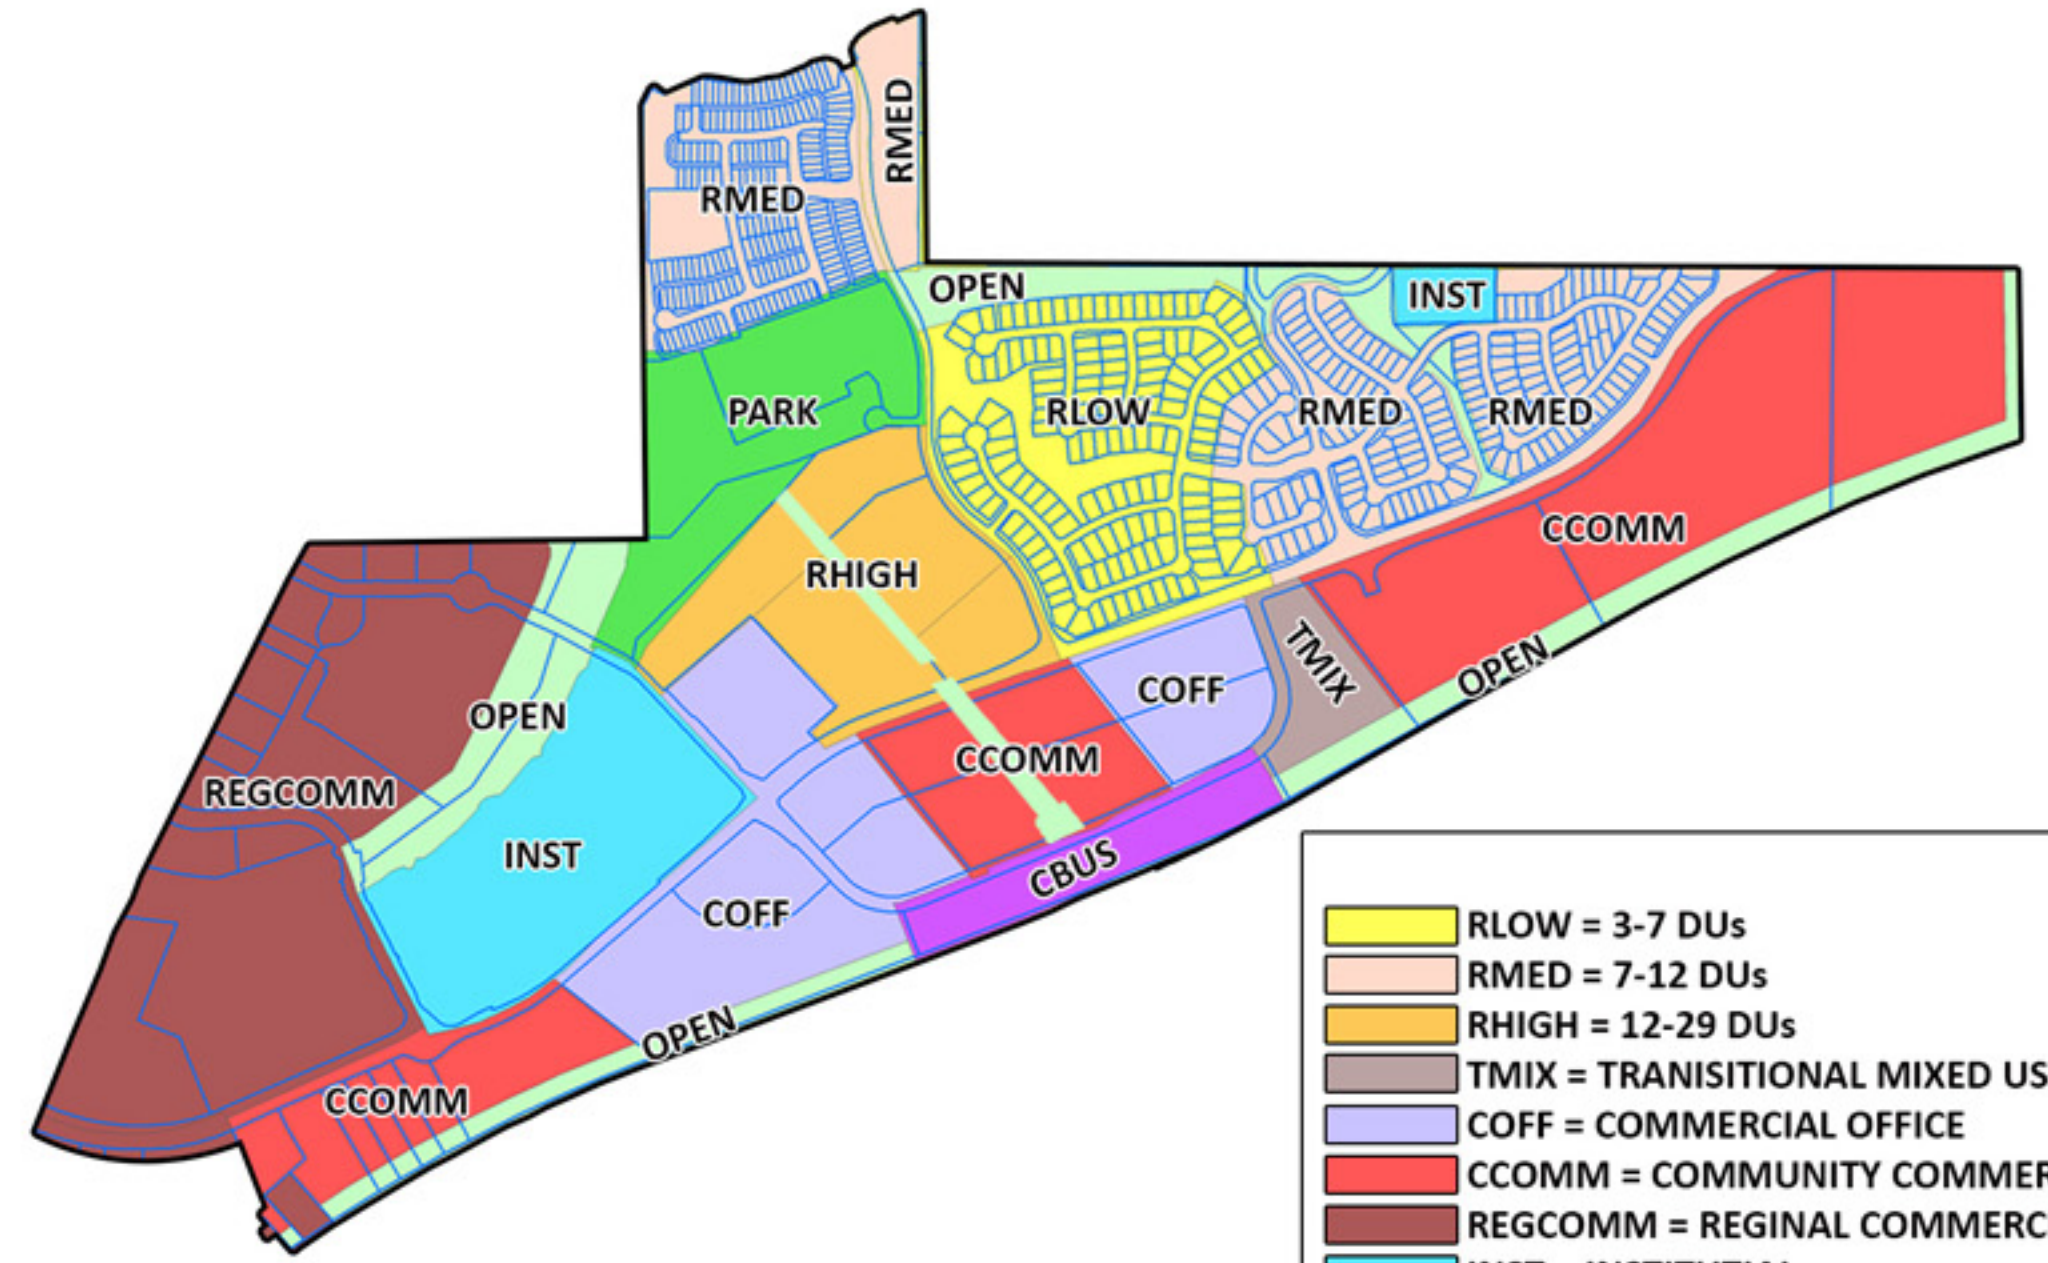 RMED
RMED
OPEN
INST
PARK
RLOW
RMED
RMED
CCOMM
RHIGH
TMIX
OPEN
COFF
OPEN
CCOMM
REGCOMM
INST
CBUS
COFF
OPEN
CCOMM
RLOW = 3-7 DUs
RMED = 7-12 DUs
RHIGH = 12-29 DUs
TMIX = TRANISITIONAL MIXED US
COFF = COMMERCIAL OFFICE
CCOMM = COMMUNITY COMMER
REGCOMM = REGINAL COMMERC